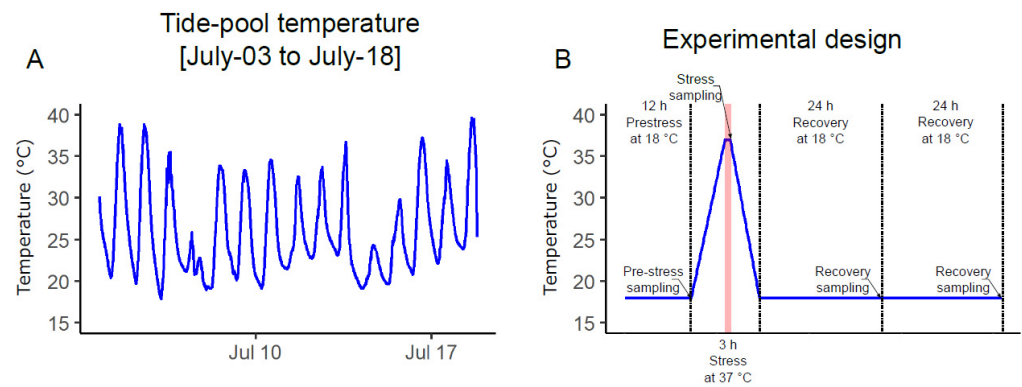 Tide-pool temperature
[July-03 to July-18]
A
Temperature (°C)
40
35
30
25
20
15
Jul 10
Jul 17
Experimental design
B
Temperature (°C)
40
35
30
25
20
15
12 h
Prestress
at 18 °C
Stress
sampling
24 h
Recovery
at 18 °C
24 h
Recovery
at 18 °C
Pre-stress
sampling
Recovery
sampling
Recovery
sampling
3 h
Stress
at 37 °C